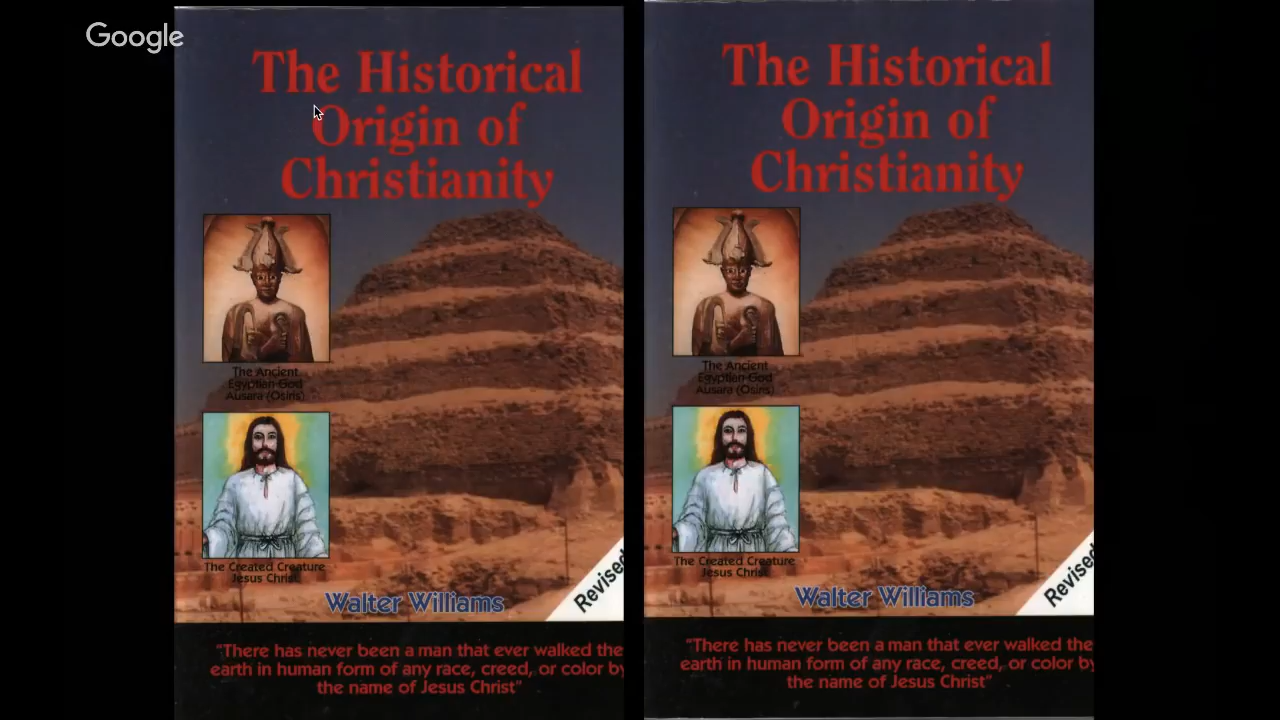 Google
The Historical
Origin of
Christianity
The Ancient
Egyptian God
Ausara (Osiris)
The Created Creature
Jesus Christ
Walter Williams
Revised
"There has never been a man that ever walked the
earth in human form of any race, creed, or color by
the name of Jesus Christ"
The Historical
Origin of
Christianity
The Ancient
Egyptian God
Ausara (Osiris)
The Created Creature
Jesus Christ
Walter Williams
Revised
"There has never been a man that ever walked the
earth in human form of any race, creed, or color by
the name of Jesus Christ"